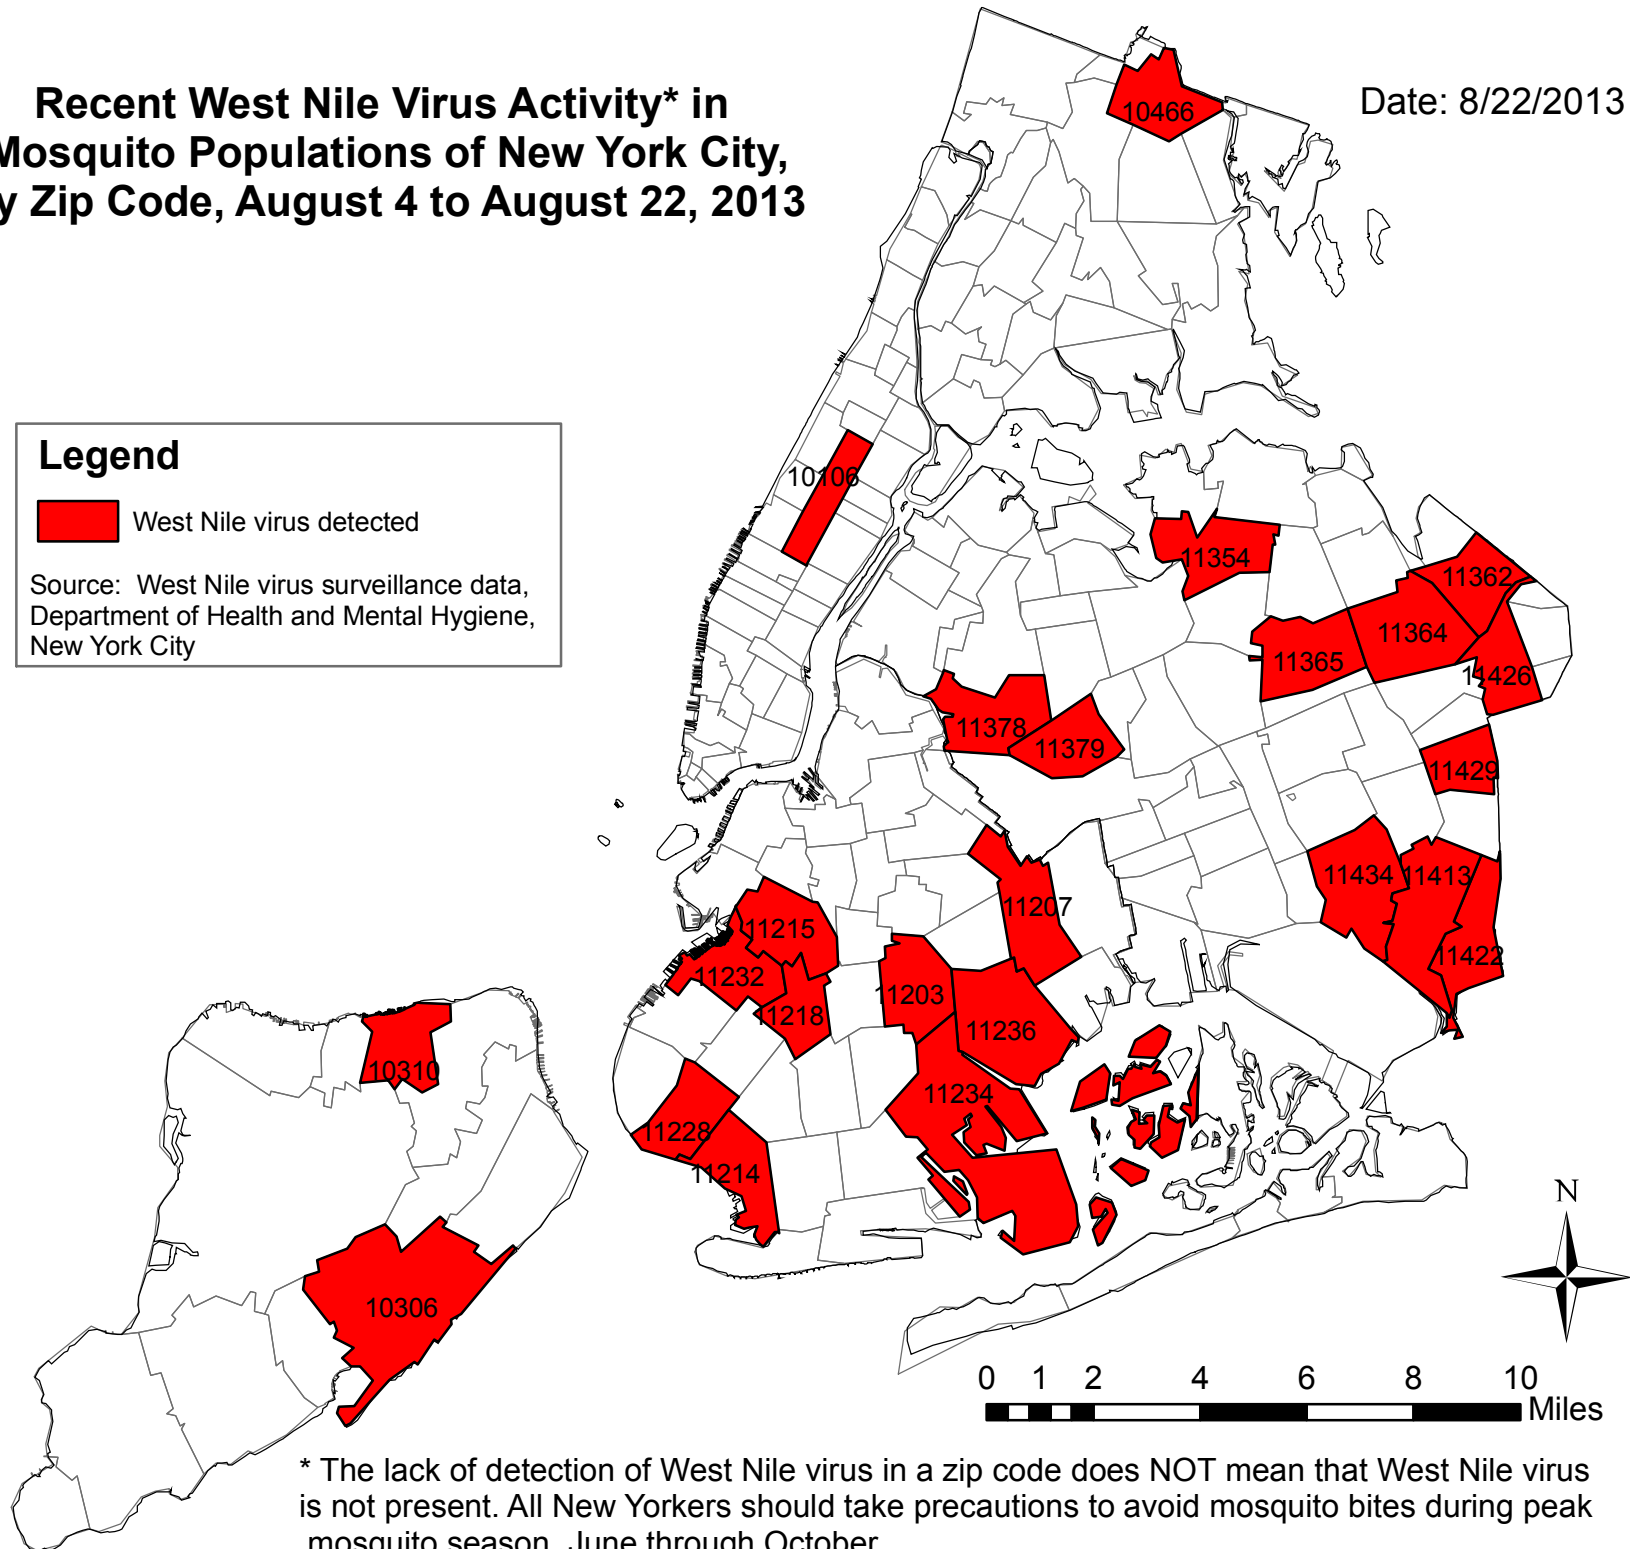 Recent West Nile Virus Activity* in
Mosquito Populations of New York City,
y Zip Code, August 4 to August 22, 2013
Date: 8/22/2013
Legend
West Nile virus detected
Source: West Nile virus surveillance data,
Department of Health and Mental Hygiene,
New York City
10466
10106
11354
11362
11364
11365
11426
11378
11379
11429
11434
11413
11207
11215
11422
11232
11203
11218
11236
10310
11234
11228
11214
10306
N
0 1 2 4 6 8 10
Miles
* The lack of detection of West Nile virus in a zip code does NOT mean that West Nile virus
is not present. All New Yorkers should take precautions to avoid mosquito bites during peak
mosquito season, June through October